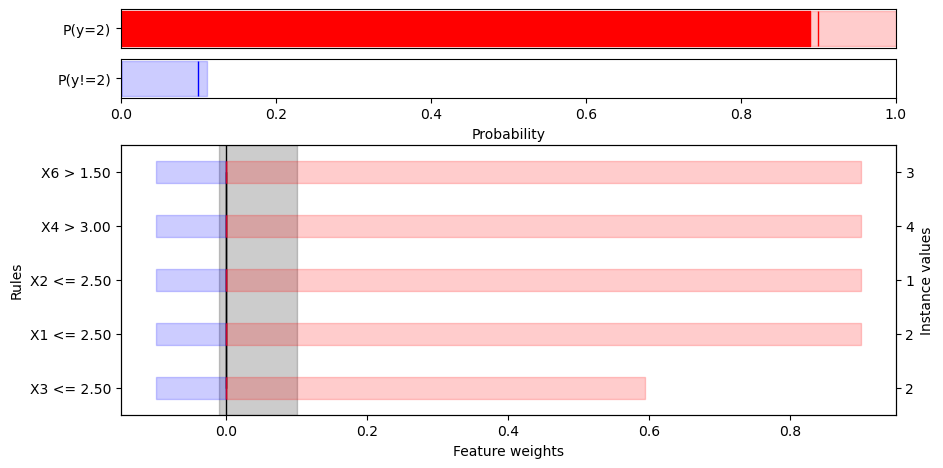 P(y=2)
P(y!=2)
0.0 0.2 0.4 0.6 0.8 1.0
Probability
X6 > 1.50 3
X4 > 3.00 4
X2 <= 2.50 1
X1 <= 2.50 2
X3 <= 2.50 2
Rules
Instance values
0.0 0.2 0.4 0.6 0.8
Feature weights